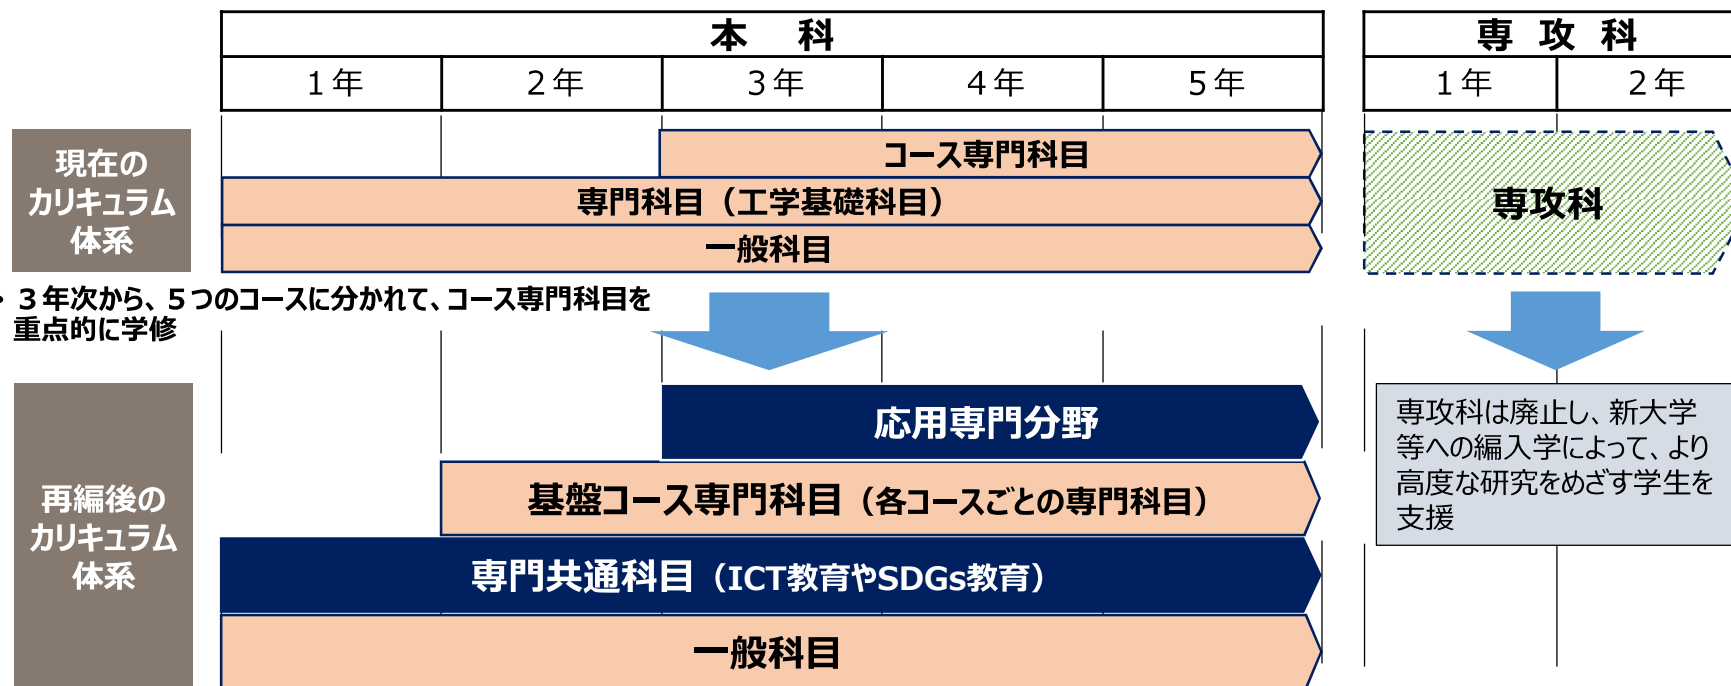 本　科
専 攻 科
１年
２年
３年
４年
５年
１年
２年
現在の
カリキュラム
体系
コース専門科目
専門科目（工学基礎科目）
一般科目
専攻科
・３年次から、５つのコースに分かれて、コース専門科目を
重点的に学修
再編後の
カリキュラム
体系
応用専門分野
基盤コース専門科目（各コースごとの専門科目）
専門共通科目（ICT教育やSDGs教育）
一般科目
専攻科は廃止し、新大学
等への編入学によって、より
高度な研究をめざす学生を
支援